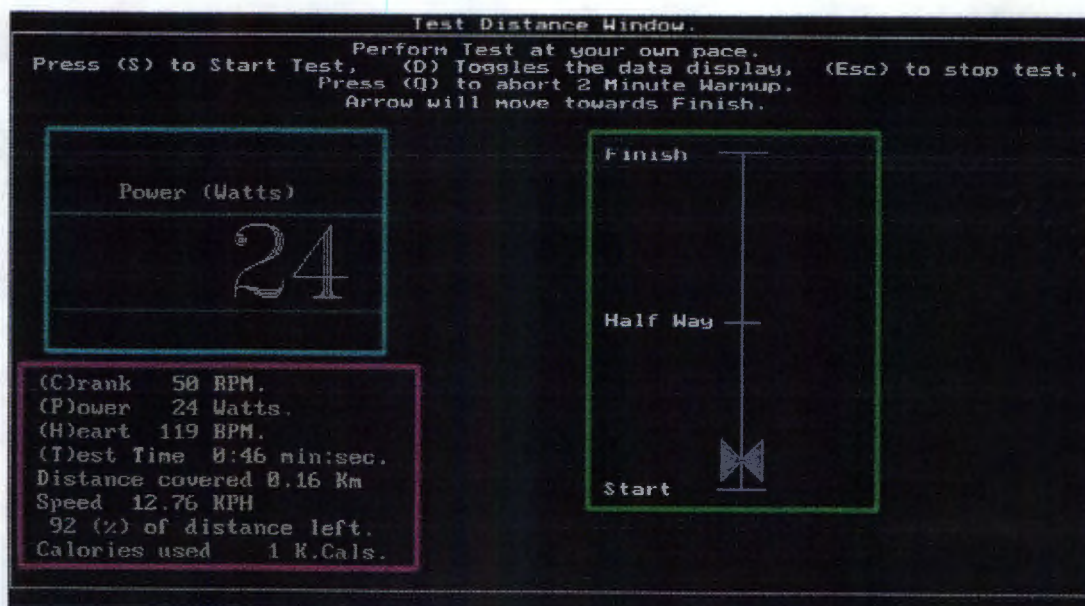 Test Distance Window.
Perform Test at your own pace.
Press (S) to Start Test, (D) Toggles the data display, (Esc) to stop test.
Press (Q) to abort 2 Minute Warmup.
Arrow will move towards Finish.
Power (Watts)
24
(C)rank 50 RPM.
(P)ower 24 Watts.
(H)eart 119 BPM.
(T)est Time 0:46 min:sec.
Distance covered 0.16 Km
Speed 12.76 KPH
92 (%) of distance left.
Calories used 1 K.Cals.
Finish
Half Way
Start